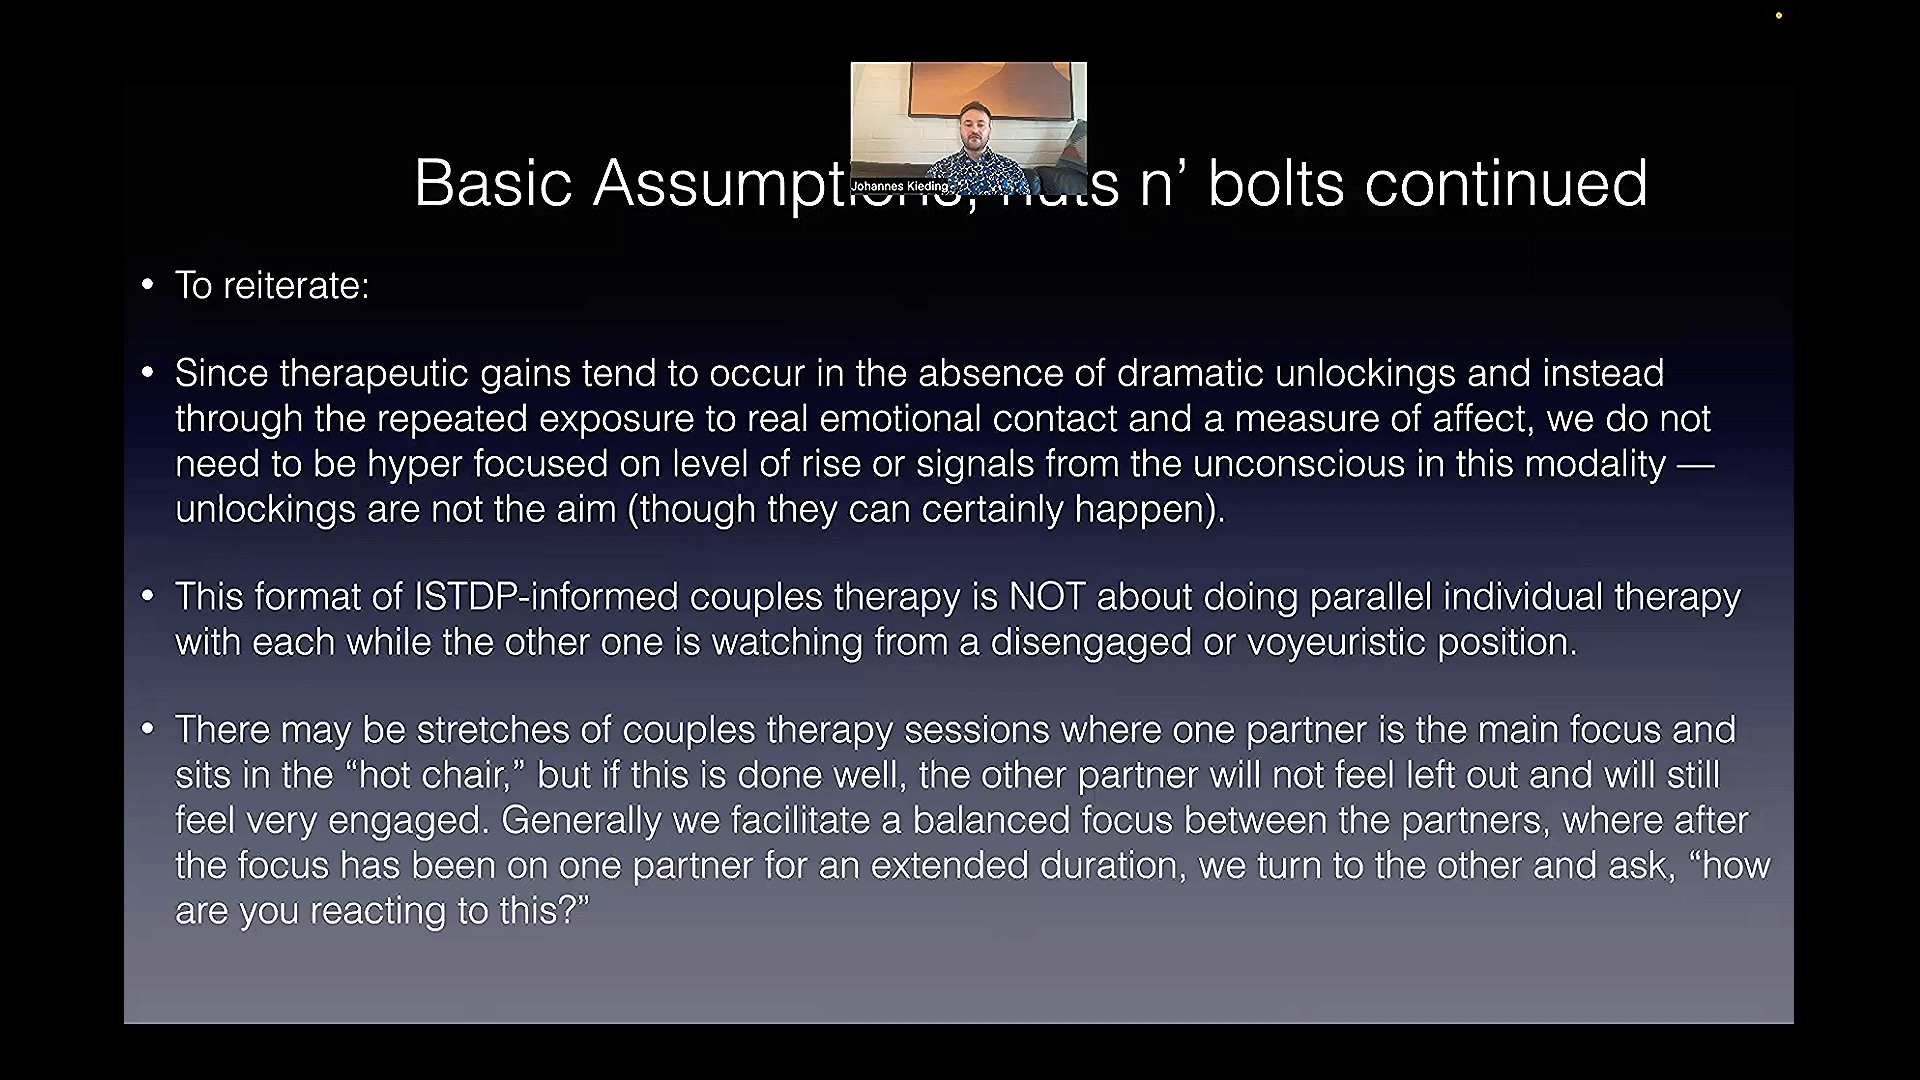 Johannes Kieding
Basic Assumptions, nuts n’ bolts continued
• To reiterate:
• Since therapeutic gains tend to occur in the absence of dramatic unlockings and instead
through the repeated exposure to real emotional contact and a measure of affect, we do not
need to be hyper focused on level of rise or signals from the unconscious in this modality —
unlockings are not the aim (though they can certainly happen).
• This format of ISTDP-informed couples therapy is NOT about doing parallel individual therapy
with each while the other one is watching from a disengaged or voyeuristic position.
• There may be stretches of couples therapy sessions where one partner is the main focus and
sits in the “hot chair,” but if this is done well, the other partner will not feel left out and will still
feel very engaged. Generally we facilitate a balanced focus between the partners, where after
the focus has been on one partner for an extended duration, we turn to the other and ask, “how
are you reacting to this?”